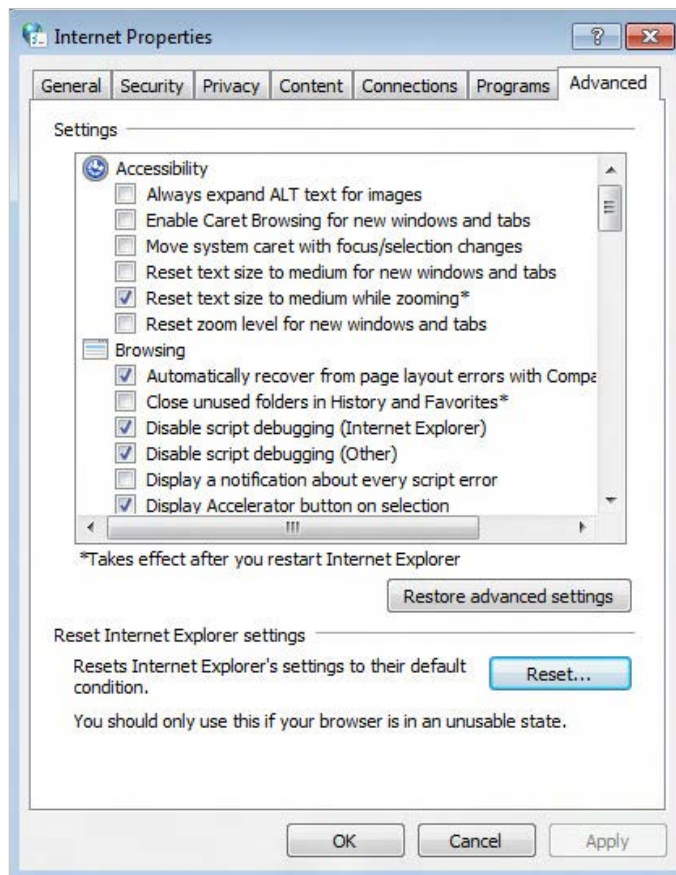 Internet Properties
General Security Privacy Content Connections Programs Advanced
Settings
Accessibility
Always expand ALT text for images
Enable Caret Browsing for new windows and tabs
Move system caret with focus/selection changes
Reset text size to medium for new windows and tabs
Reset text size to medium while zooming*
Reset zoom level for new windows and tabs
Browsing
Automatically recover from page layout errors with Compa
Close unused folders in History and Favorites*
Disable script debugging (Internet Explorer)
Disable script debugging (Other)
Display a notification about every script error
Display Accelerator button on selection
*Takes effect after you restart Internet Explorer
Restore advanced settings
Reset Internet Explorer settings
Resets Internet Explorer's settings to their default
condition.
Reset...
You should only use this if your browser is in an unusable state.
OK Cancel Apply